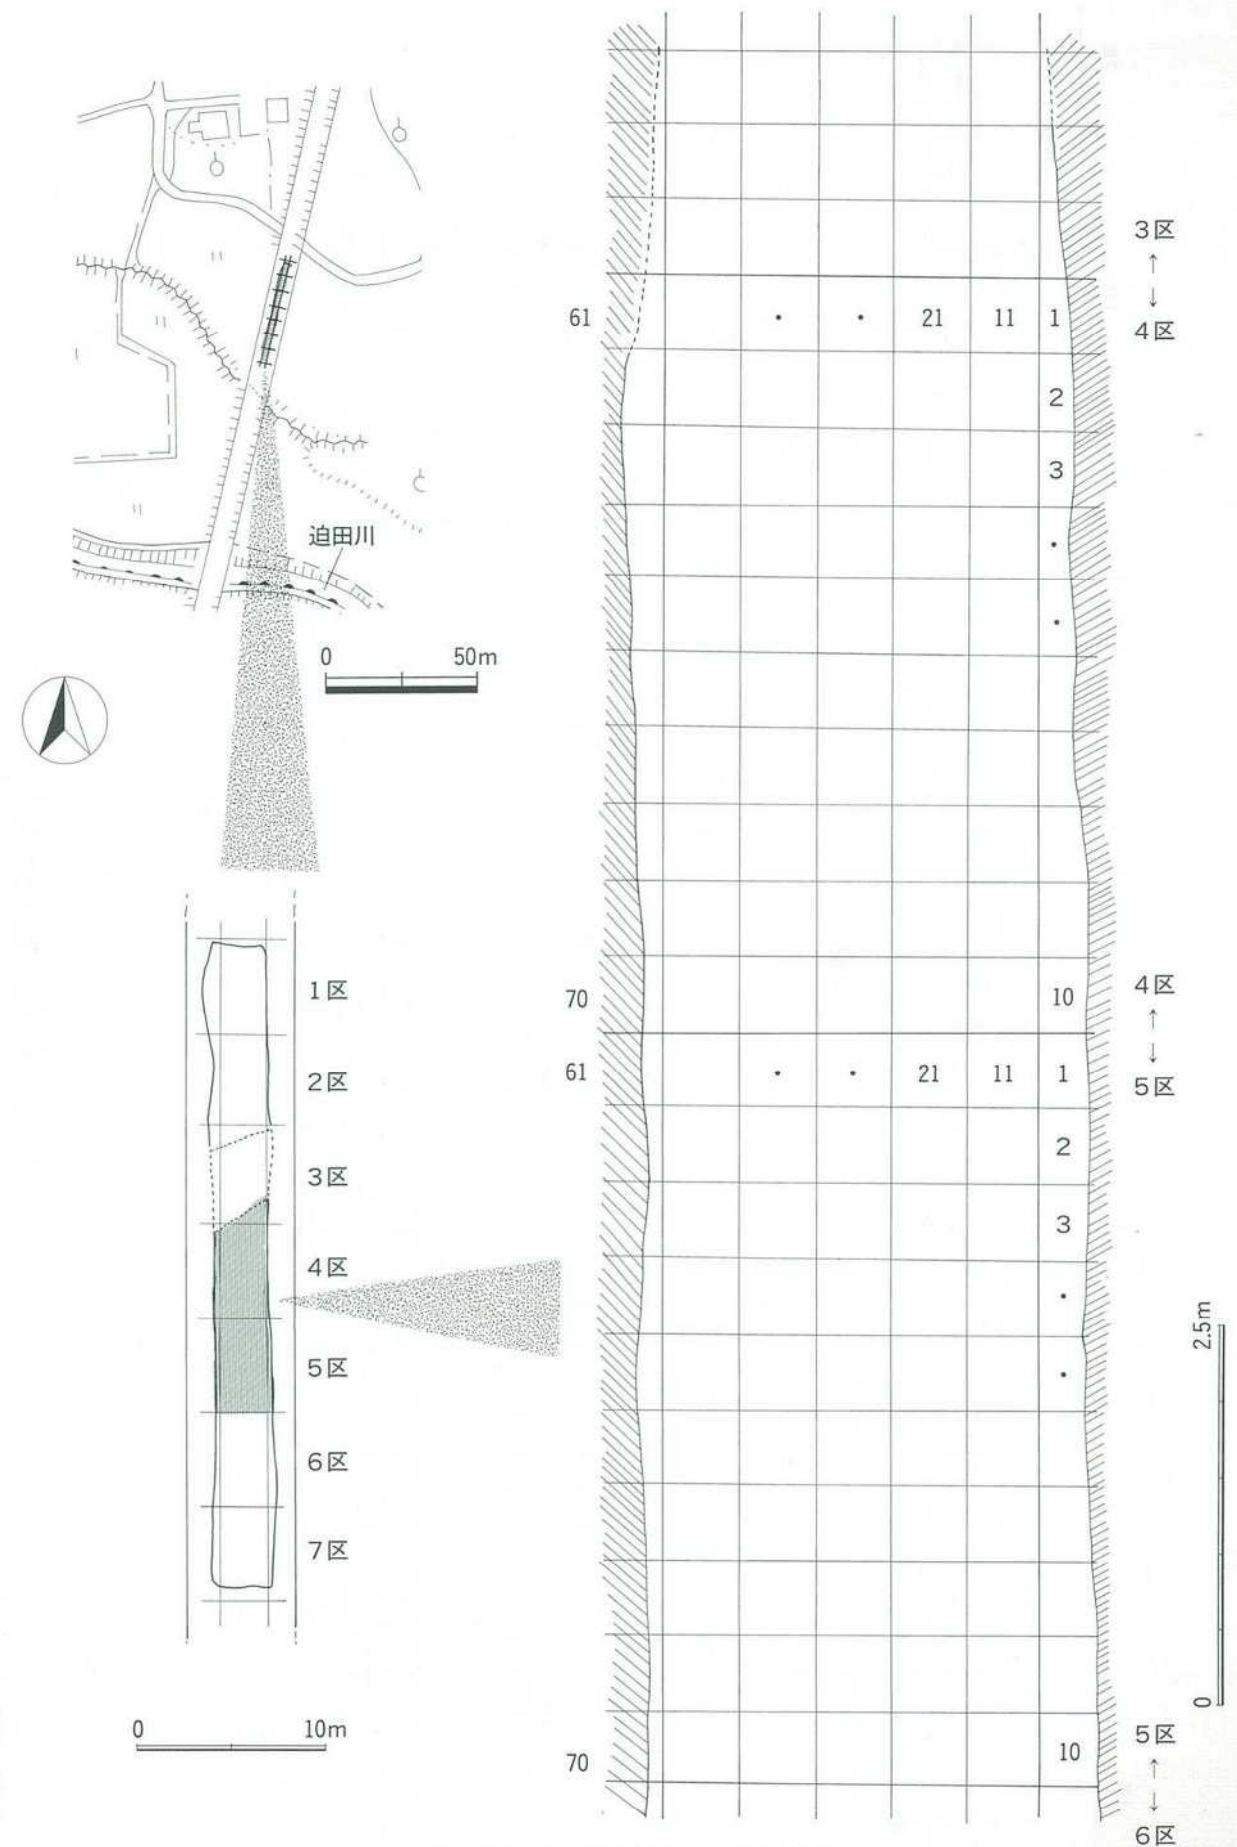 迫田川
0 50m
1区
2区
3区
4区
5区
6区
7区
0 10m
3区
↑
↓
61 • • 21 11 1 4区
2
3
•
•
70 10 4区
↑
↓
61 • • 21 11 1 5区
2
3
•
•
2.5m
0
70 10 5区
↑
↓
6区